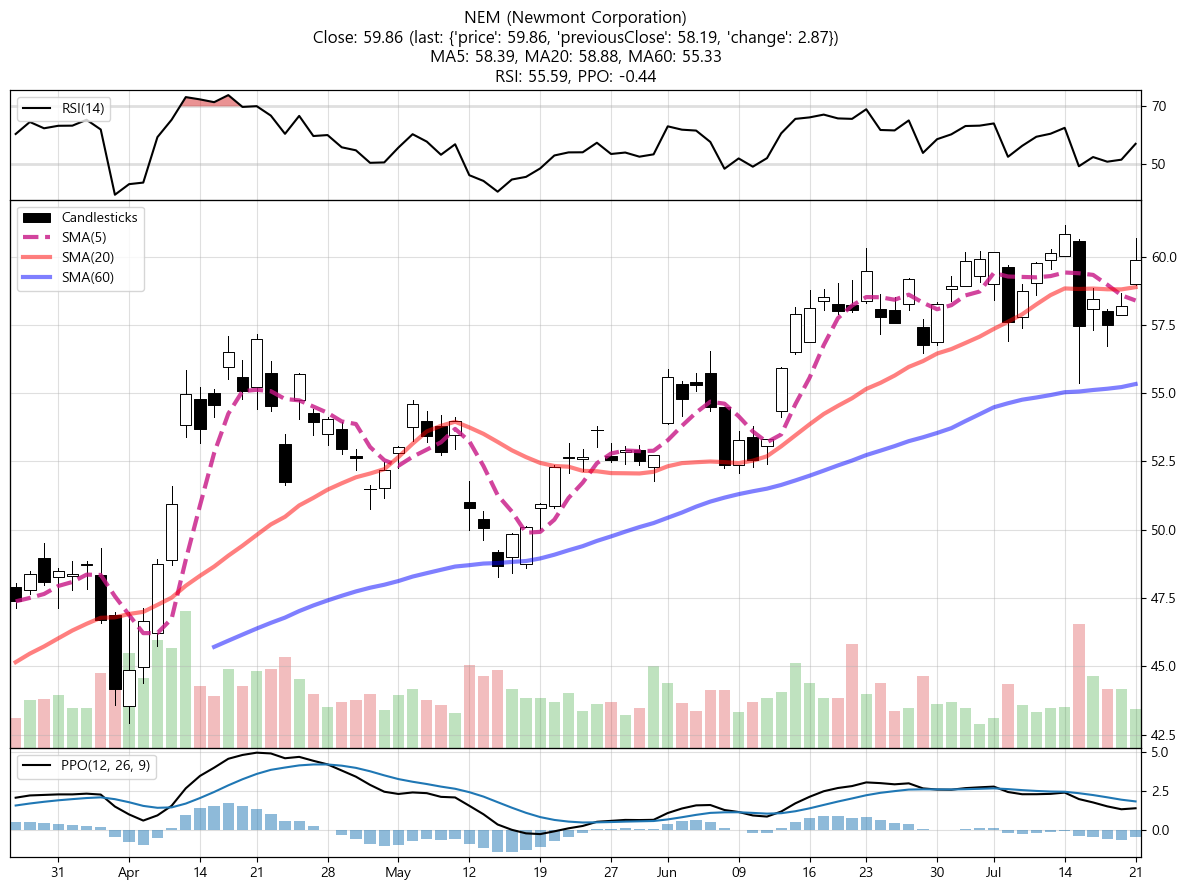 NEM (Newmont Corporation)
Close: 59.86 (last: {'price': 59.86, 'previousClose': 58.19, 'change': 2.87})
MA5: 58.39, MA20: 58.88, MA60: 55.33
RSI: 55.59, PPO: -0.44
RSI(14)
70
50
Candlesticks
SMA(5)
SMA(20)
SMA(60)
60.0
57.5
55.0
52.5
50.0
47.5
45.0
42.5
PPO(12, 26, 9)
5.0
2.5
0.0
31 Apr 14 21 28 May 12 19 27 Jun 09 16 23 30 Jul 14 21